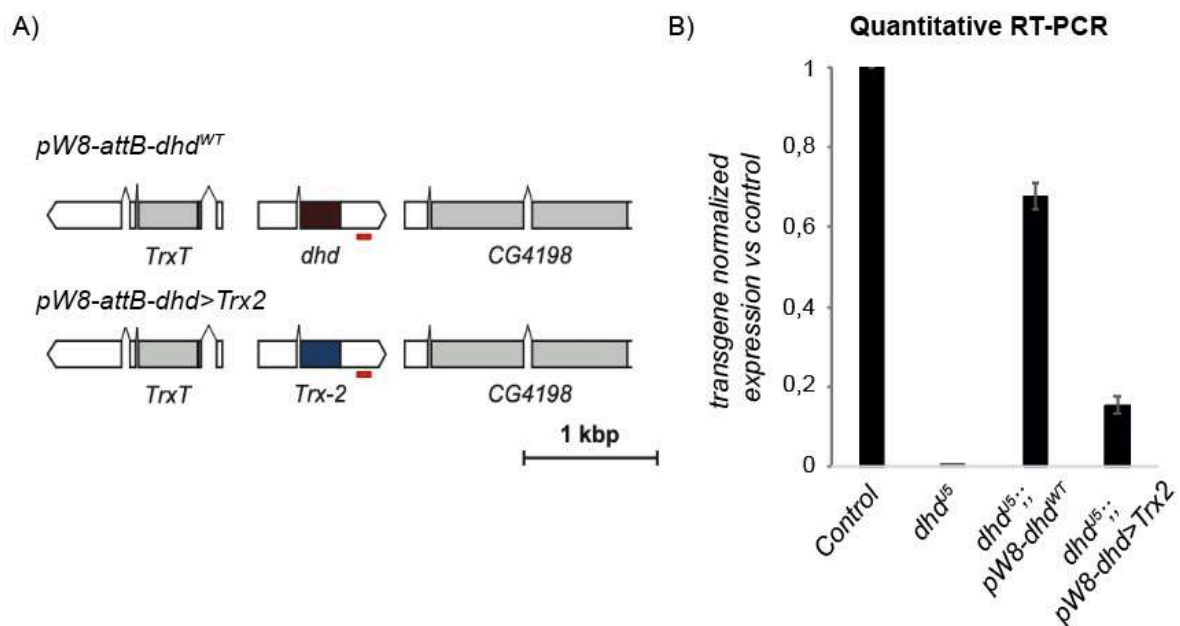 A)
pW8-attB-dhd^WT
TrxT dhd CG4198
pW8-attB-dhd>Trx2
TrxT Trx-2 CG4198
1 kbp
B)
Quantitative RT-PCR
transgene normalized
expression vs control
1
0,8
0,6
0,4
0,2
0
Control
dhd^J5
dhd^J5;;
pW8-dhd^WT
dhd^J5;;
pW8-dhd>Trx2